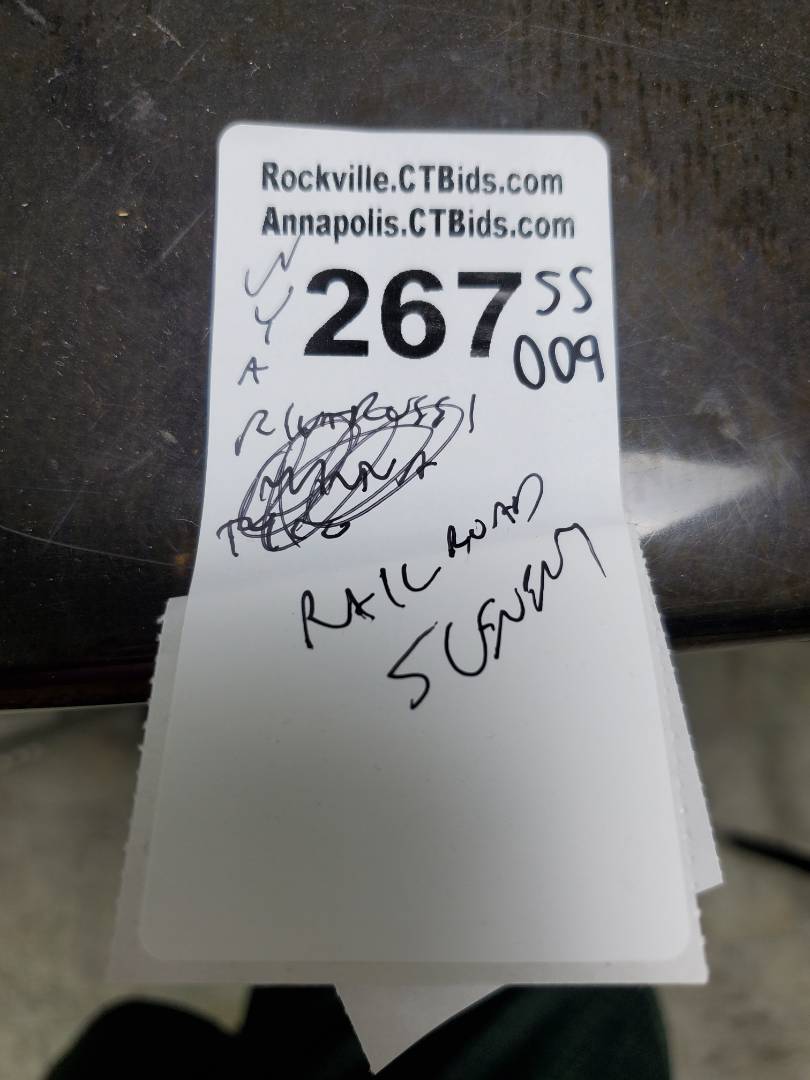 Rockville.CTBids.com
Annapolis.CTBids.com
W
Y
A
267
SS
009
RAILROAD
SCENERY